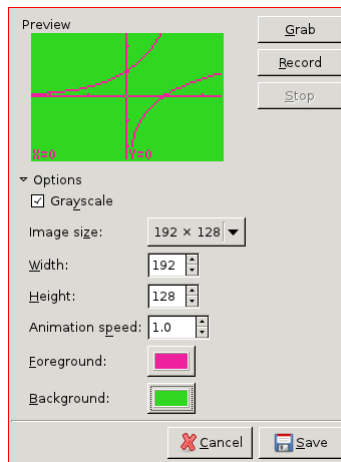 Preview
Grab
Record
Stop
X=0 Y=0
Options
Grayscale
Image size: 192 × 128
Width: 192
Height: 128
Animation speed: 1.0
Foreground:
Background:
Cancel Save